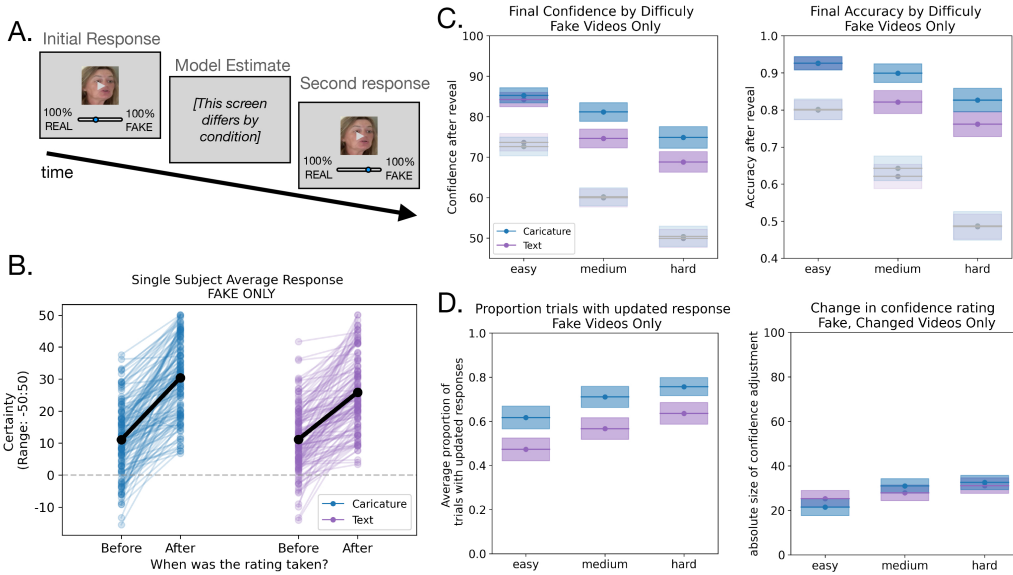 A.
Initial Response
100%
REAL
100%
FAKE
Model Estimate
[This screen
differs by
condition]
Second response
100%
REAL
100%
FAKE
time
B.
Single Subject Average Response
FAKE ONLY
Certainty
(Range: -50:50)
50
40
30
20
10
0
-10
Before
After
Before
After
When was the rating taken?
Caricature
Text
C.
Final Confidence by Difficuly
Fake Videos Only
Confidence after reveal
100
90
80
70
60
50
easy
medium
hard
Caricature
Text
Final Accuracy by Difficuly
Fake Videos Only
Accuracy after reveal
1.0
0.9
0.8
0.7
0.6
0.5
0.4
easy
medium
hard
D.
Proportion trials with updated response
Fake Videos Only
Average proportion of
trials with updated responses
1.0
0.8
0.6
0.4
0.2
0.0
easy
medium
hard
Change in confidence rating
Fake, Changed Videos Only
absolute size of confidence adjustment
100
80
60
40
20
0
easy
medium
hard